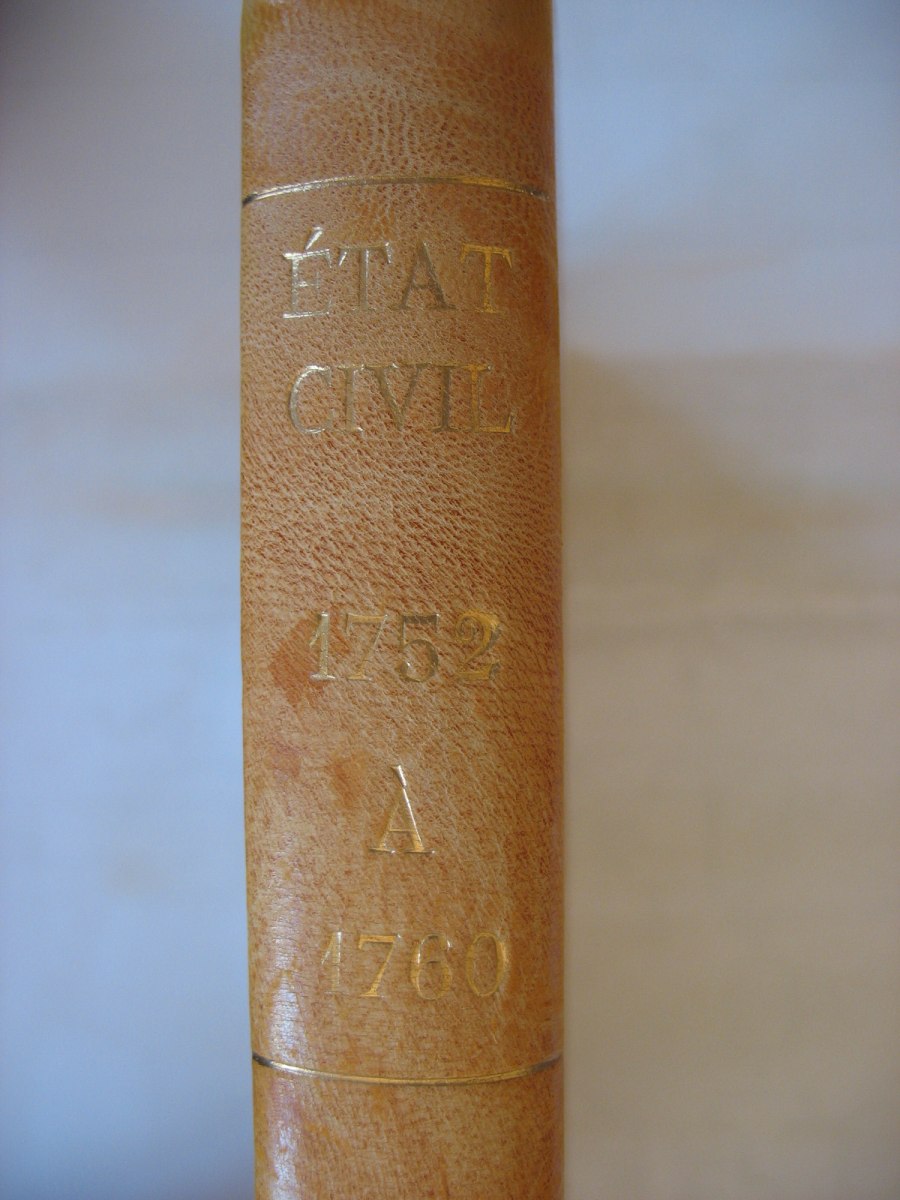 ÉTAT
CIVIL
1752
À
1760